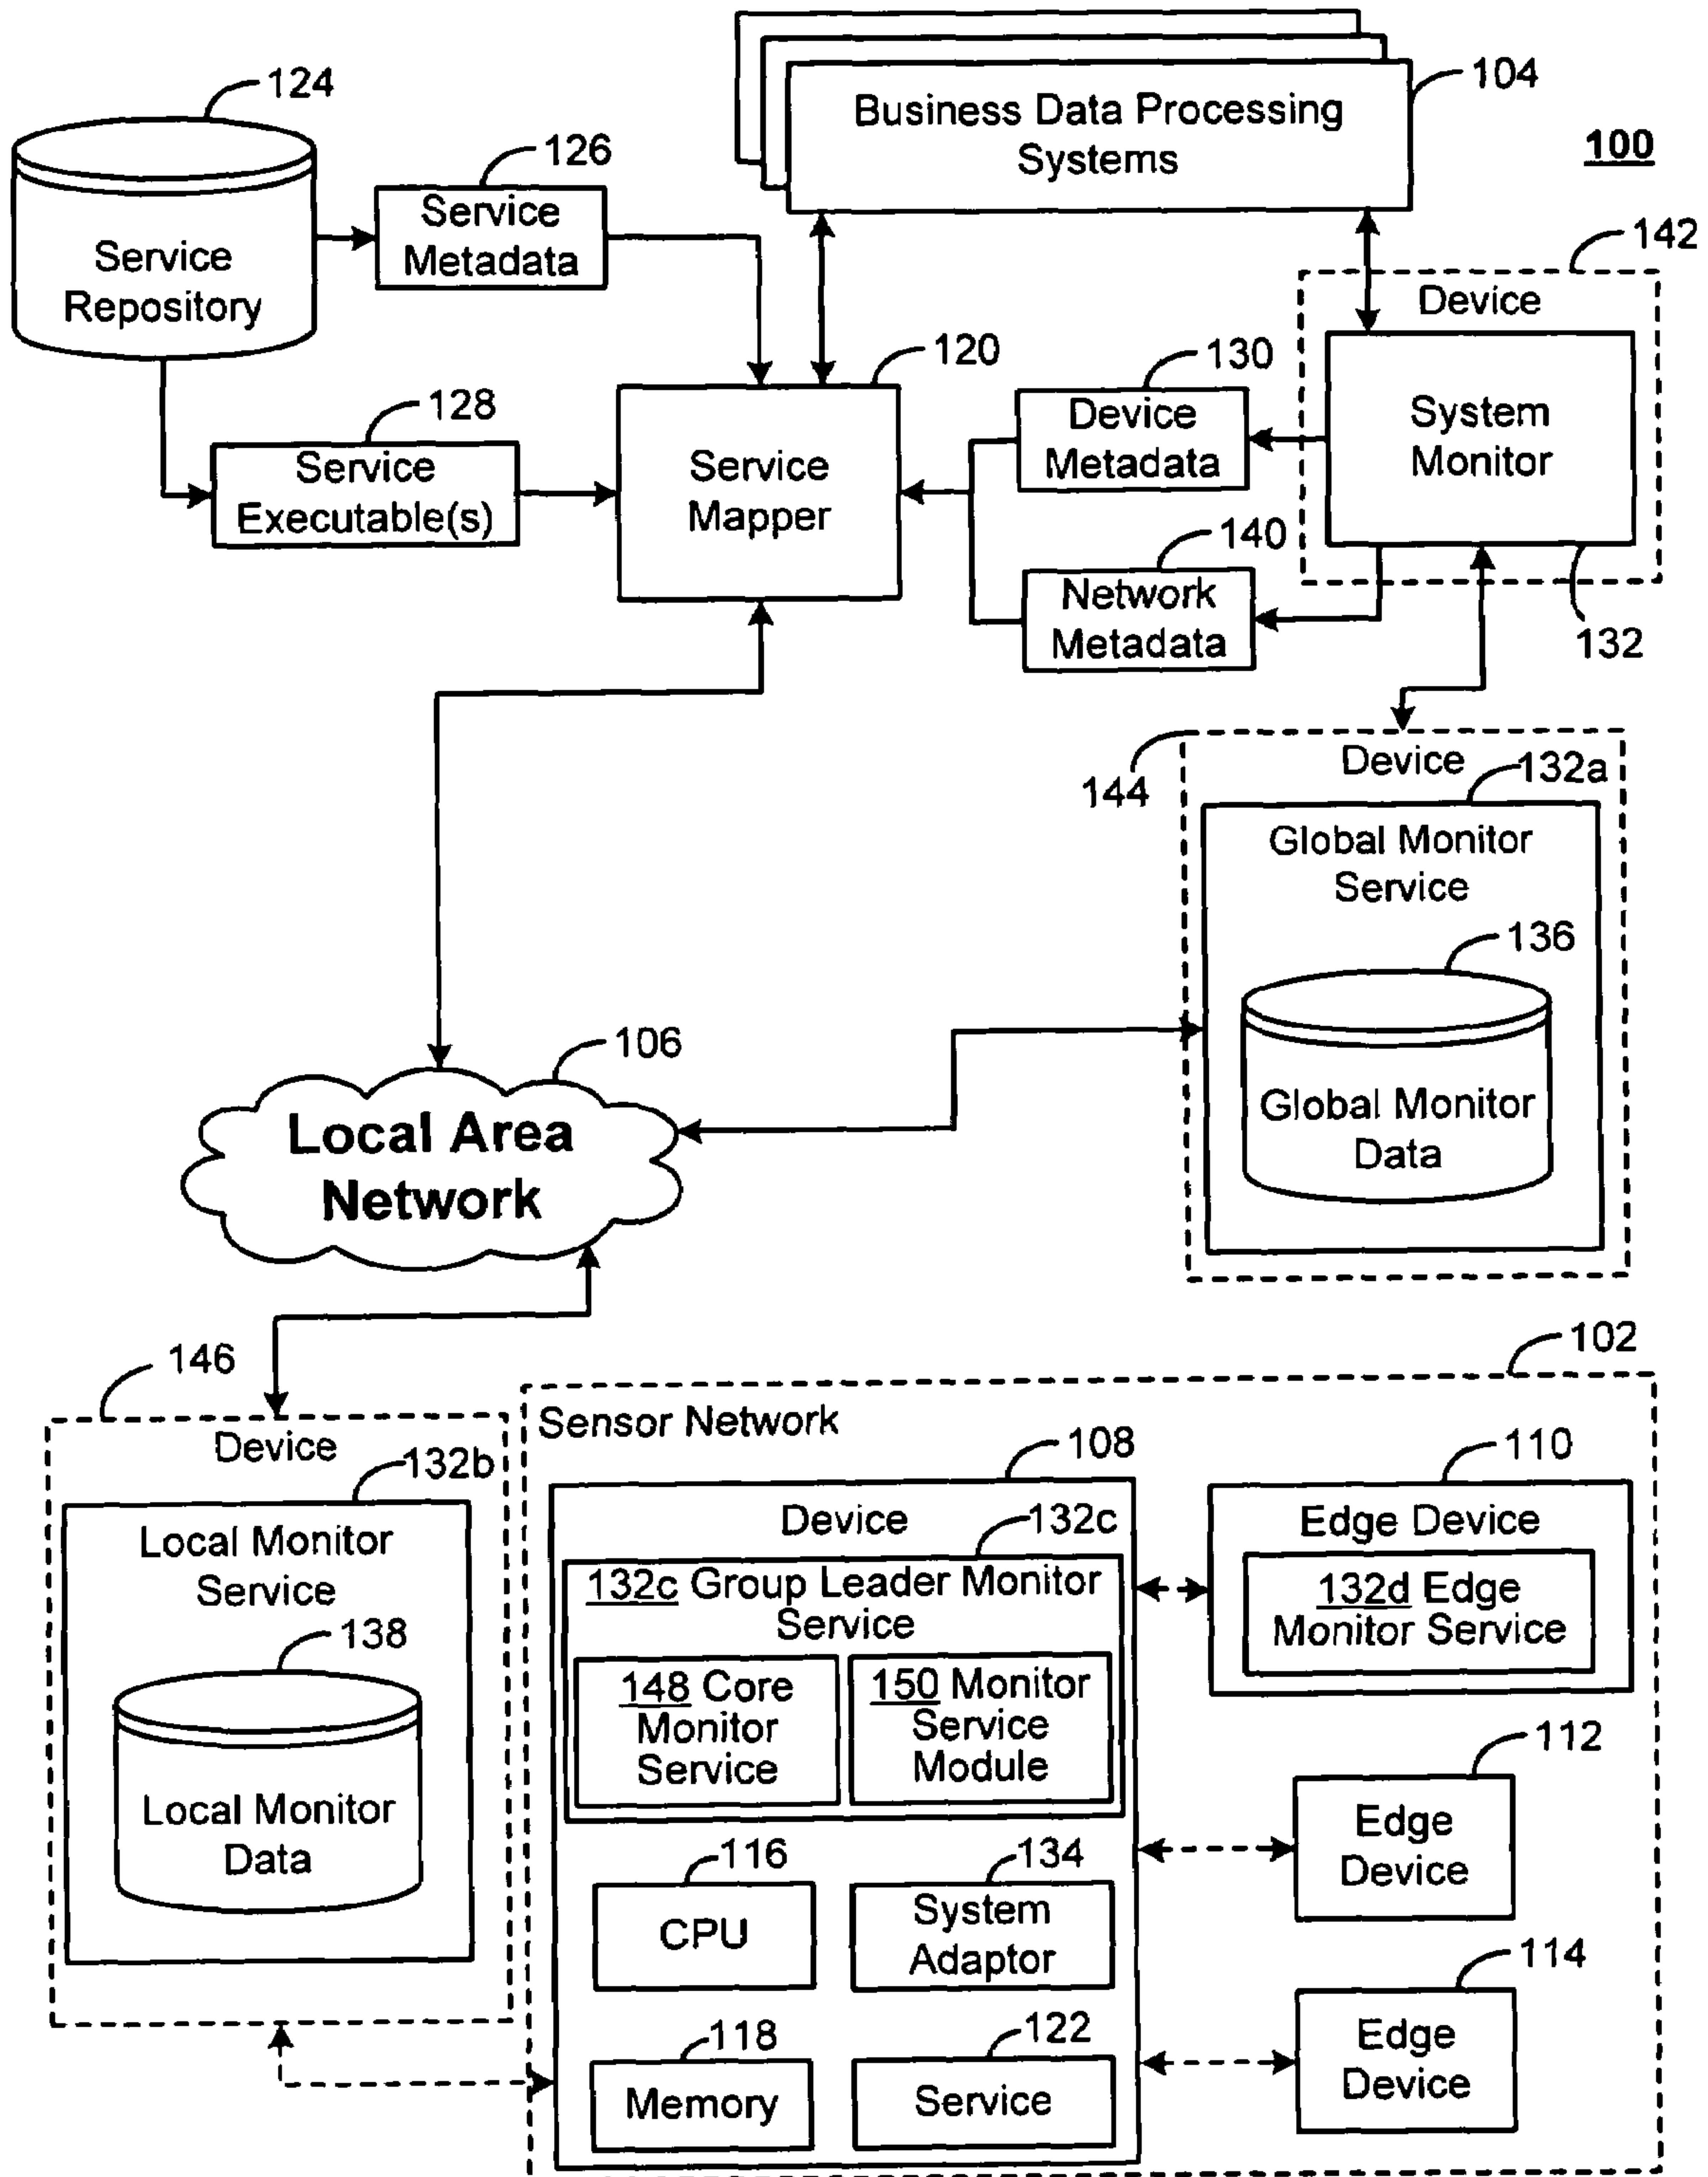 124
104
Business Data Processing
Systems
100
126
Service
Metadata
142
Service
Repository
Device
120
130
128
Device
Metadata
System
Monitor
Service
Executable(s)
Service
Mapper
140
Network
Metadata
132
144
Device
132a
Global Monitor
Service
136
106
Global Monitor
Data
Local Area
Network
102
146
Sensor Network
Device
108
110
132b
Device
132c
Edge Device
Local Monitor
Service
132c Group Leader Monitor
Service
132d Edge
Monitor Service
138
148 Core
Monitor
Service
150 Monitor
Service
Module
112
Local Monitor
Data
Edge
Device
116
134
CPU
System
Adaptor
114
118
122
Edge
Device
Memory
Service